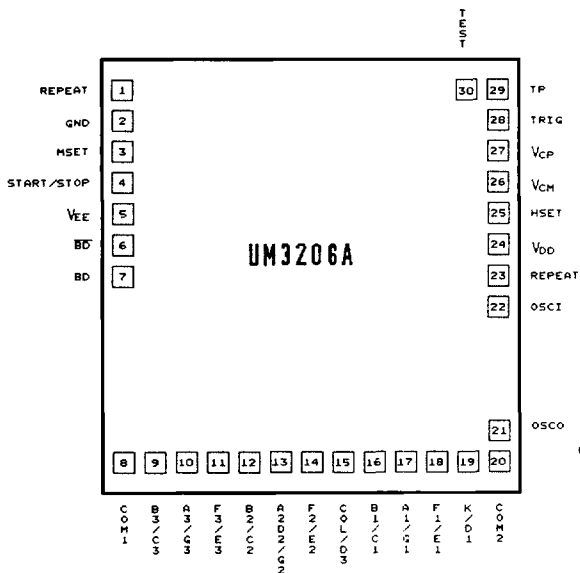 TEST
REPEAT 1 30 29 TP
GND 2 28 TRIG
MSET 3 27 VCP
START/STOP 4 26 VCM
VEE 5 25 HSET
BD 6 24 VDD
BD 7 23 REPEAT
UM3206A
22 OSCI
21 OSCO
8 9 10 11 12 13 14 15 16 17 18 19 20
COM1
B3/C3
A3/G3
F3/E3
B2/C2
A2D2/G2
F2/E2
COL/D3
B1/C1
A1/G1
F1/E1
K/D1
COM2